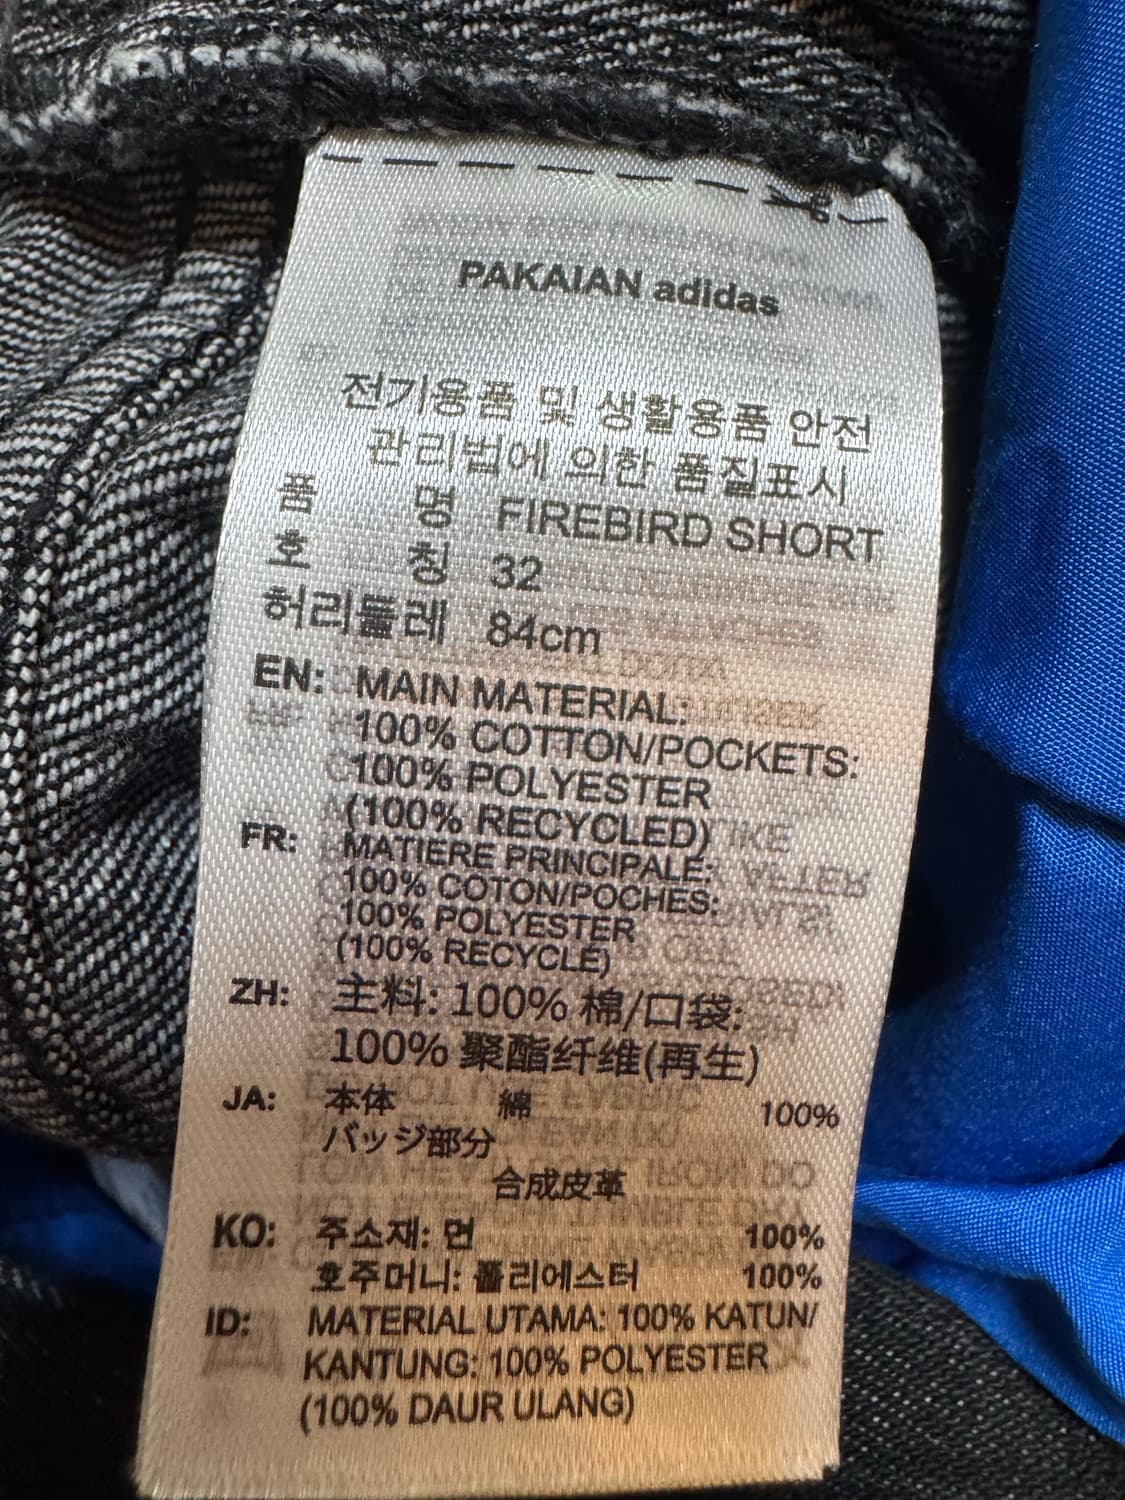 PAKAIAN adidas
전기용품 및 생활용품 안전
관리법에 의한 품질표시
품 명 FIREBIRD SHORT
호 칭 32
허리둘레 84cm
EN: MAIN MATERIAL:
100% COTTON/POCKETS:
100% POLYESTER
(100% RECYCLED)
FR: MATIERE PRINCIPALE:
100% COTON/POCHES:
100% POLYESTER
(100% RECYCLE)
ZH: 主料: 100% 棉/口袋:
100% 聚酯纤维(再生)
JA: 本体 綿 100%
バッジ部分
合成皮革
KO: 주소재: 면 100%
호주머니: 폴리에스터 100%
ID: MATERIAL UTAMA: 100% KATUN/
KANTUNG: 100% POLYESTER
(100% DAUR ULANG)